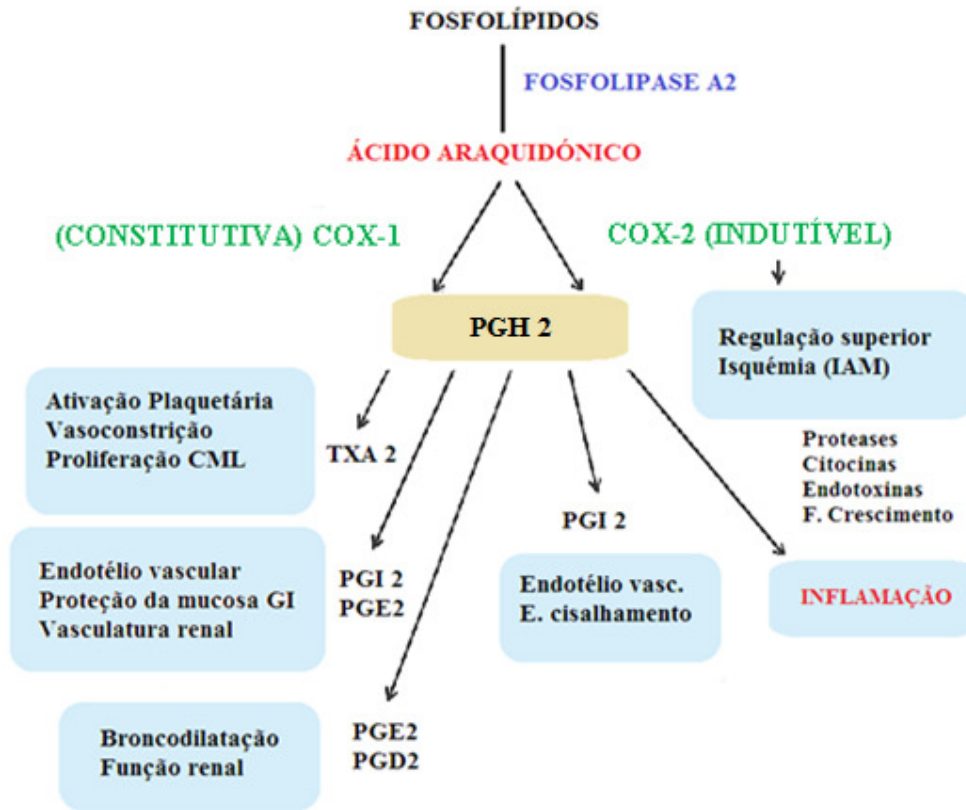 FOSFOLÍPIDOS
FOSFOLIPASE A2
ÁCIDO ARAQUIDÓNICO
(CONSTITUTIVA) COX-1
COX-2 (INDUTÍVEL)
PGH 2
Regulação superior
Isquémia (IAM)
Proteases
Citocinas
Endotoxinas
F. Crescimento
Ativação Plaquetária
Vasoconstrição
Proliferação CML
TXA 2
Endotélio vascular
Proteção da mucosa GI
Vasculatura renal
PGI 2
PGE2
PGI 2
Endotélio vasc.
E. cisalhamento
INFLAMAÇÃO
Broncodilatação
Função renal
PGE2
PGD2